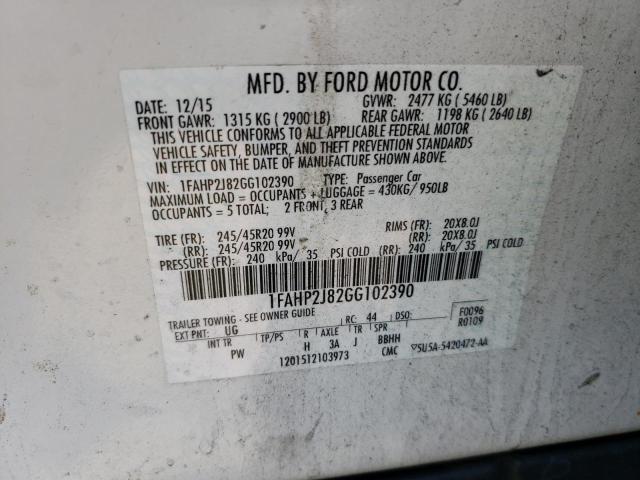 MFD. BY FORD MOTOR CO.
DATE: 12/15 GVWR: 2477 KG ( 5460 LB)
FRONT GAWR: 1315 KG ( 2900 LB) REAR GAWR: 1198 KG ( 2640 LB)
THIS VEHICLE CONFORMS TO ALL APPLICABLE FEDERAL MOTOR
VEHICLE SAFETY, BUMPER, AND THEFT PREVENTION STANDARDS
IN EFFECT ON THE DATE OF MANUFACTURE SHOWN ABOVE.
VIN: 1FAHP2J82GG102390 TYPE: Passenger Car
MAXIMUM LOAD = OCCUPANTS + LUGGAGE = 430KG/ 950LB
OCCUPANTS = 5 TOTAL; 2 FRONT, 3 REAR
TIRE (FR): 245/45R20 99V RIMS (FR): 20X8.0J
(RR): 245/45R20 99V (RR): 20X8.0J
PRESSURE (FR): 240 kPa/ 35 PSI COLD (RR): 240 kPa/ 35 PSI COLD
1FAHP2J82GG102390
TRAILER TOWING - SEE OWNER GUIDE RC: 44 DSO: F0096
EXT PNT: UG R0109
INT TR TP/PS R AXLE TR SPR
PW H 3A J BBHH
1201512103973 CMC ▽5U5A-5420472-AA